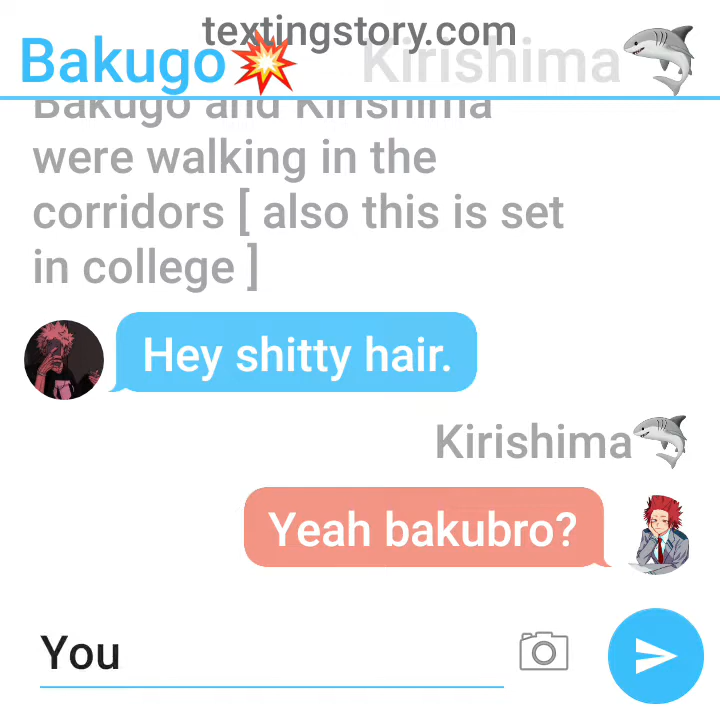 textingstory.com
Bakugo💥 Kirishima🦈
Bakugo and Kirishima
were walking in the
corridors [ also this is set
in college ]
Hey shitty hair.
Kirishima🦈
Yeah bakubro?
You